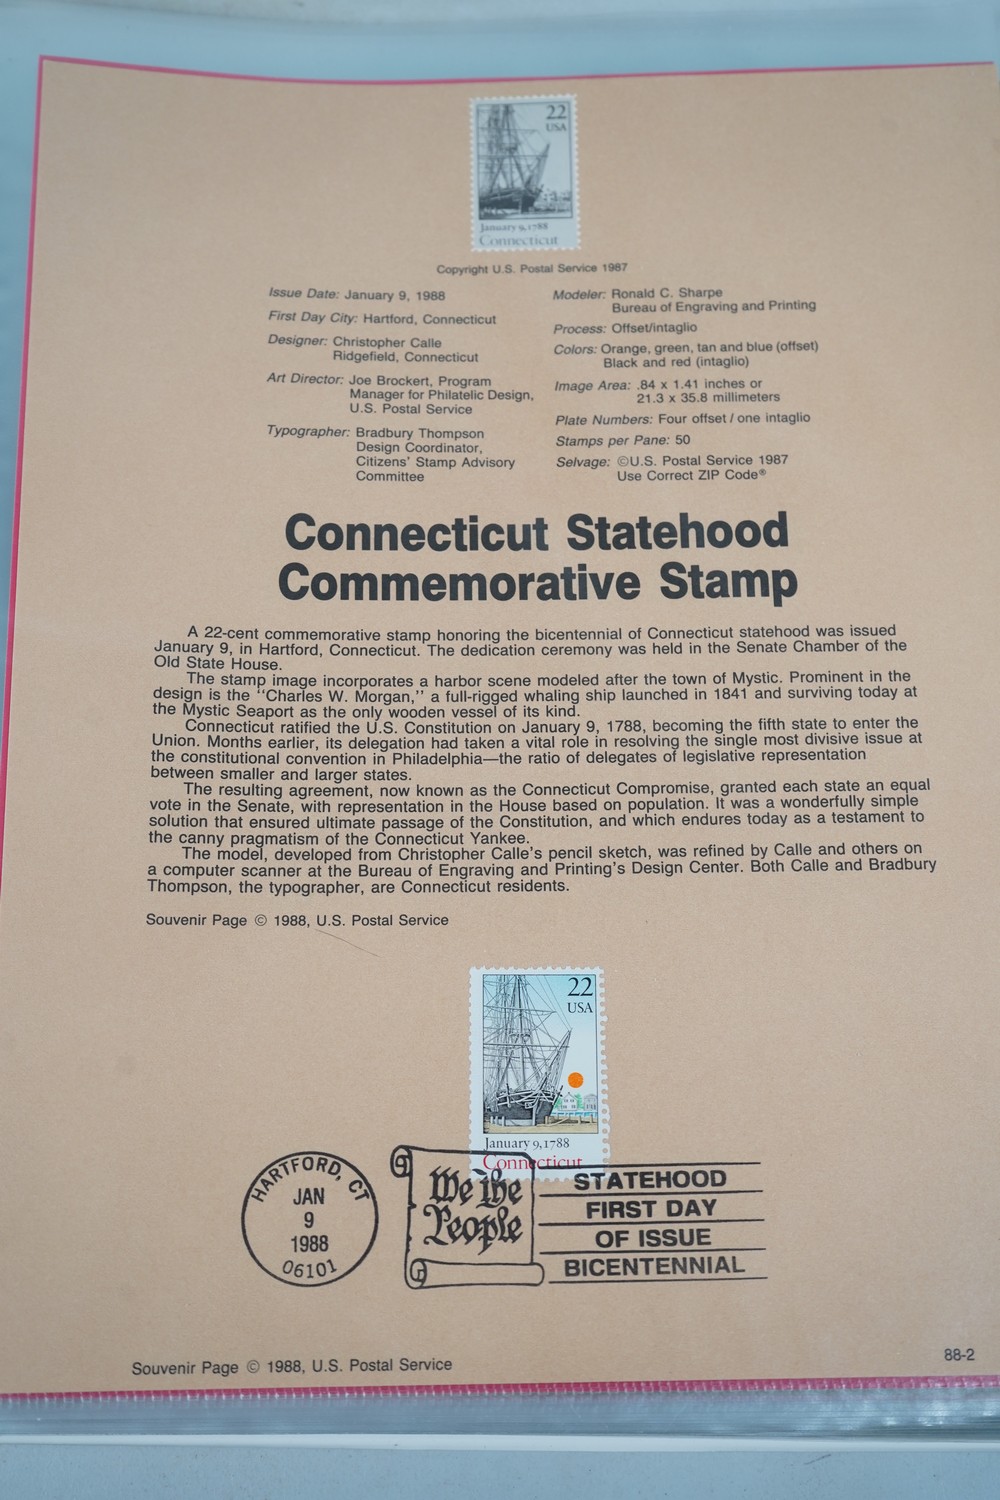 22
USA
January 9, 1788
Connecticut
Copyright U.S. Postal Service 1987
Issue Date: January 9, 1988
First Day City: Hartford, Connecticut
Designer: Christopher Calle
Ridgefield, Connecticut
Art Director: Joe Brockert, Program
Manager for Philatelic Design,
U.S. Postal Service
Typographer: Bradbury Thompson
Design Coordinator,
Citizens' Stamp Advisory
Committee
Modeler: Ronald C. Sharpe
Bureau of Engraving and Printing
Process: Offset/intaglio
Colors: Orange, green, tan and blue (offset)
Black and red (intaglio)
Image Area: .84 x 1.41 inches or
21.3 x 35.8 millimeters
Plate Numbers: Four offset / one intaglio
Stamps per Pane: 50
Selvage: ©U.S. Postal Service 1987
Use Correct ZIP Code®
Connecticut Statehood
Commemorative Stamp
A 22-cent commemorative stamp honoring the bicentennial of Connecticut statehood was issued
January 9, in Hartford, Connecticut. The dedication ceremony was held in the Senate Chamber of the
Old State House.
The stamp image incorporates a harbor scene modeled after the town of Mystic. Prominent in the
design is the "Charles W. Morgan," a full-rigged whaling ship launched in 1841 and surviving today at
the Mystic Seaport as the only wooden vessel of its kind.
Connecticut ratified the U.S. Constitution on January 9, 1788, becoming the fifth state to enter the
Union. Months earlier, its delegation had taken a vital role in resolving the single most divisive issue at
the constitutional convention in Philadelphia—the ratio of delegates of legislative representation
between smaller and larger states.
The resulting agreement, now known as the Connecticut Compromise, granted each state an equal
vote in the Senate, with representation in the House based on population. It was a wonderfully simple
solution that ensured ultimate passage of the Constitution, and which endures today as a testament to
the canny pragmatism of the Connecticut Yankee.
The model, developed from Christopher Calle's pencil sketch, was refined by Calle and others on
a computer scanner at the Bureau of Engraving and Printing's Design Center. Both Calle and Bradbury
Thompson, the typographer, are Connecticut residents.
Souvenir Page © 1988, U.S. Postal Service
22
USA
January 9, 1788
Connecticut
HARTFORD, CT
JAN
9
1988
06101
We the
People
STATEHOOD
FIRST DAY
OF ISSUE
BICENTENNIAL
Souvenir Page © 1988, U.S. Postal Service
88-2